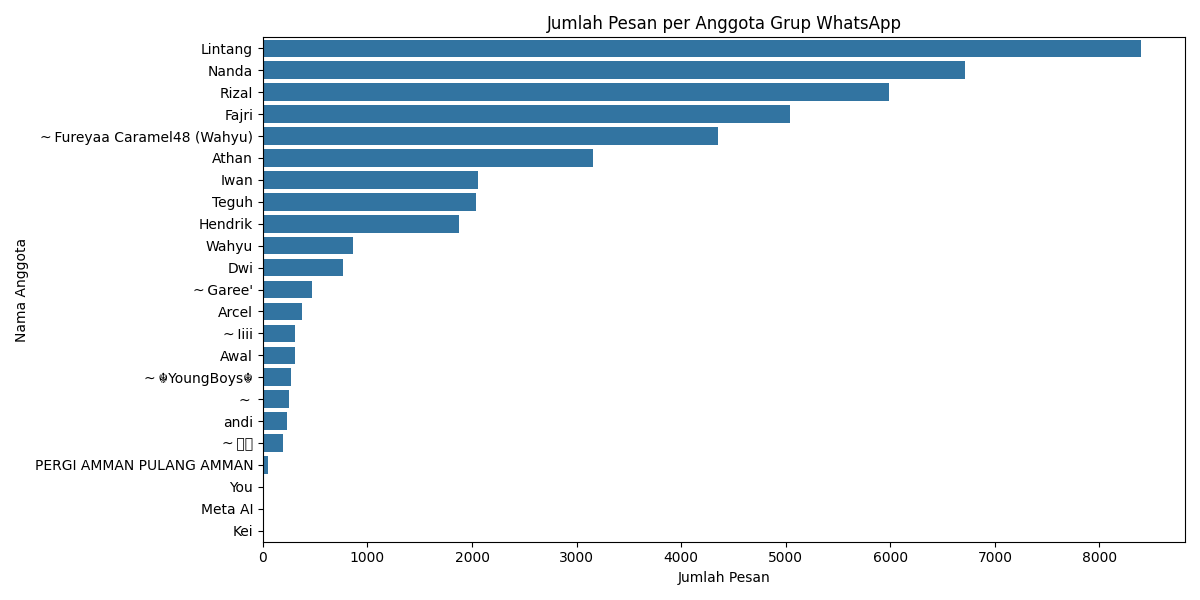 Jumlah Pesan per Anggota Grup WhatsApp
Nama Anggota
Lintang
Nanda
Rizal
Fajri
~ Fureyaa Caramel48 (Wahyu)
Athan
Iwan
Teguh
Hendrik
Wahyu
Dwi
~ Garee'
Arcel
~ Iiii
Awal
~ ☬YoungBoys☬
~
andi
~
PERGI AMMAN PULANG AMMAN
You
Meta AI
Kei
0 1000 2000 3000 4000 5000 6000 7000 8000
Jumlah Pesan